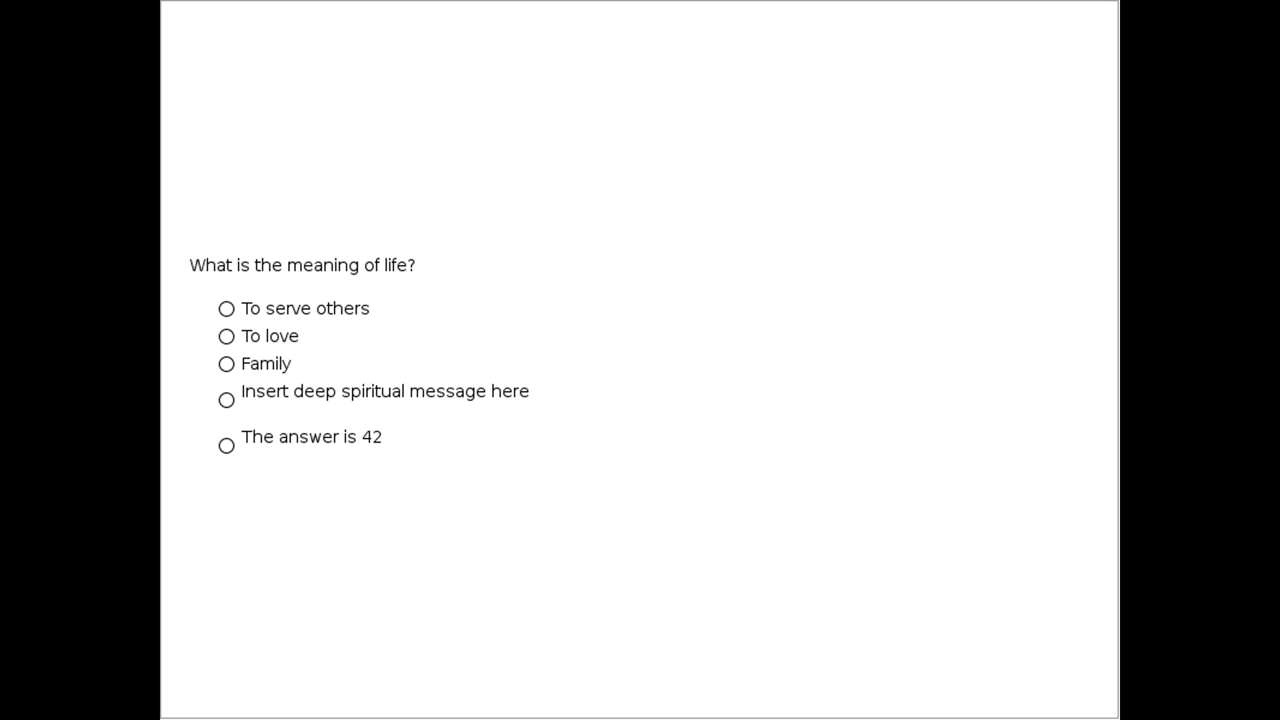 What is the meaning of life?
To serve others
To love
Family
Insert deep spiritual message here
The answer is 42